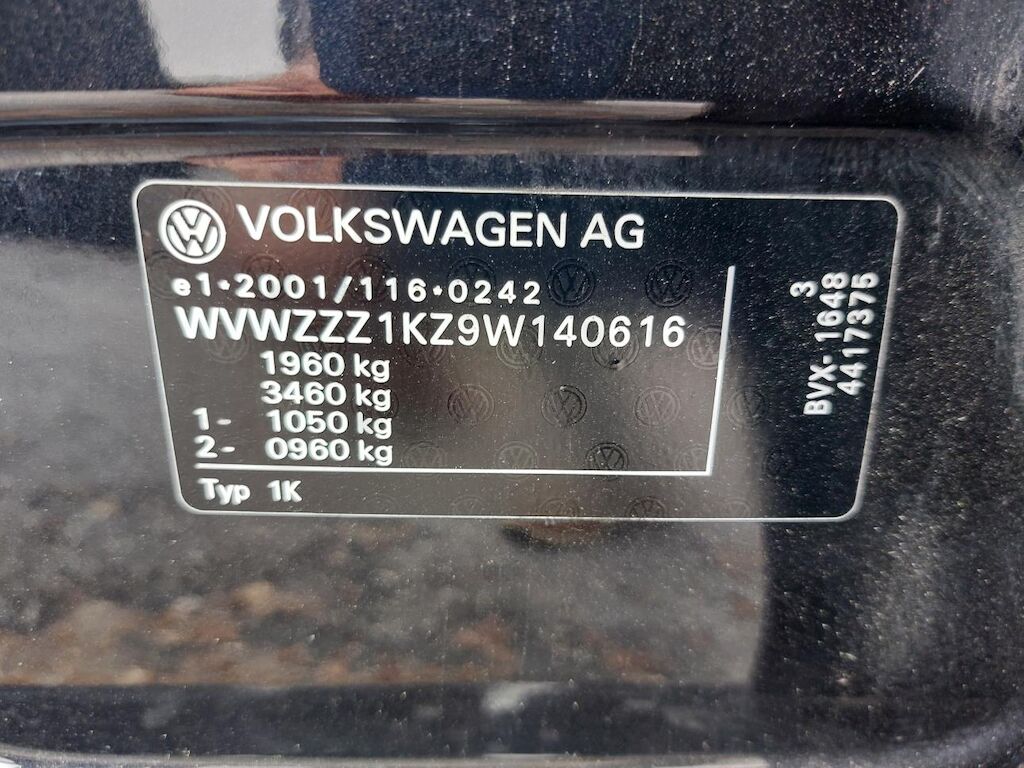 VOLKSWAGEN AG
e1*2001/116*0242
WVWZZZ1KZ9W140616
1960 kg
3460 kg
1- 1050 kg
2- 0960 kg
Typ 1K
3
BVX- 1648
4417375